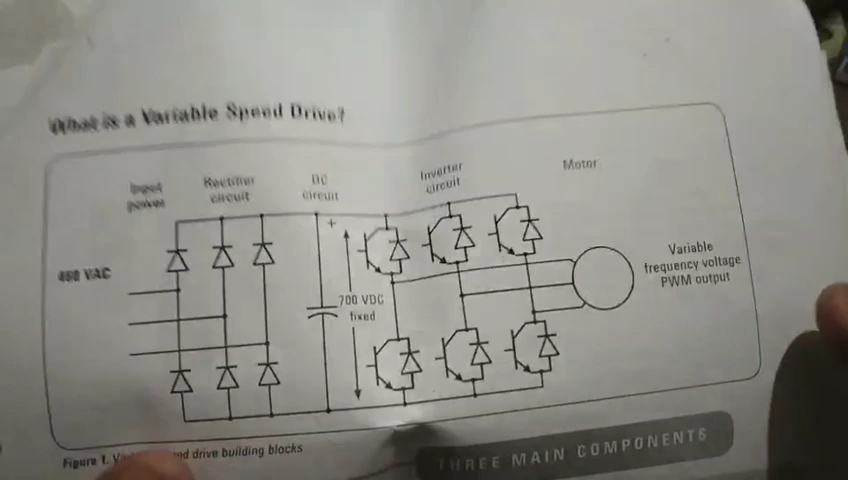 What is a Variable Speed Drive?
Input
power
Rectifier
circuit
DC
circuit
Inverter
circuit
Motor
460 VAC
+
700 VDC
fixed
Variable
frequency voltage
PWM output
Figure 1. drive building blocks
THREE MAIN COMPONENTS